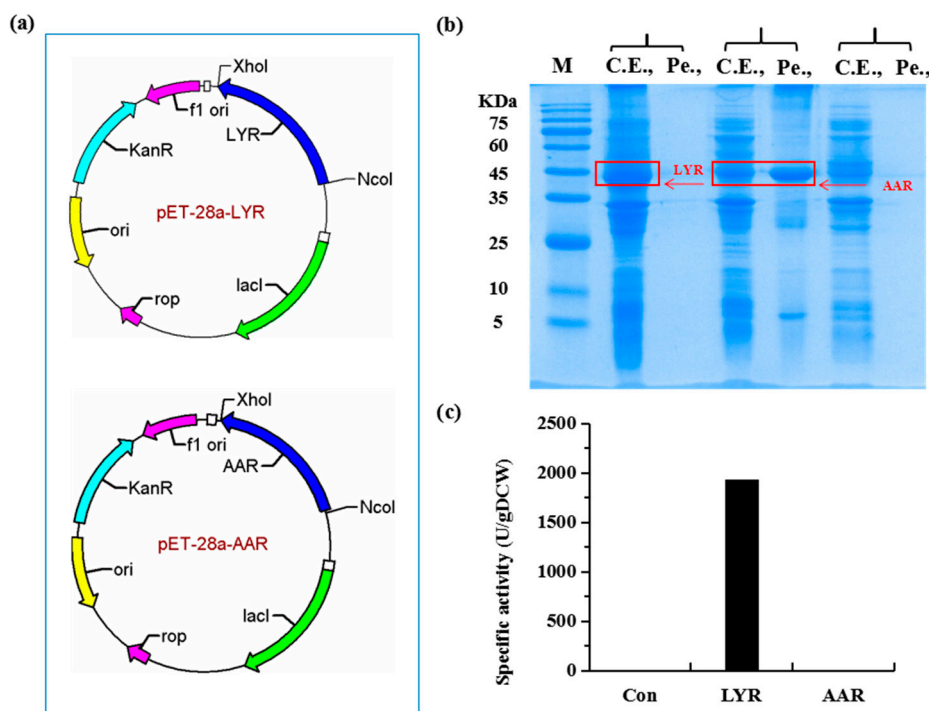 (a)
XhoI
f1 ori
LYR
KanR
NcoI
pET-28a-LYR
ori
lacI
rop
XhoI
f1 ori
AAR
KanR
NcoI
pET-28a-AAR
ori
lacI
rop
(b)
M C.E., Pe., C.E., Pe., C.E., Pe.,
KDa
75
60
45 LYR AAR
35
25
10
5
(c)
Specific activity (U/gDCW)
2500
2000
1500
1000
500
0
Con LYR AAR